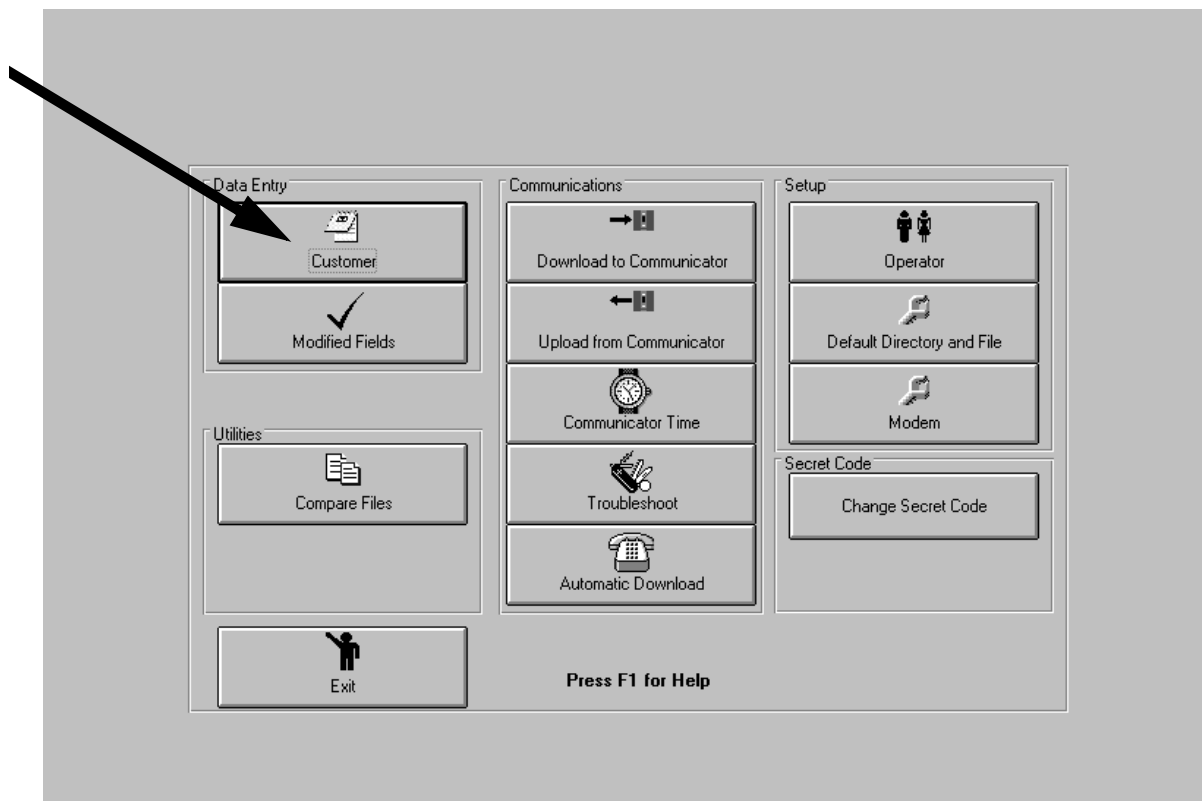 Data Entry
Customer
Modified Fields
Utilities
Compare Files
Exit
Communications
Download to Communicator
Upload from Communicator
Communicator Time
Troubleshoot
Automatic Download
Press F1 for Help
Setup
Operator
Default Directory and File
Modem
Secret Code
Change Secret Code